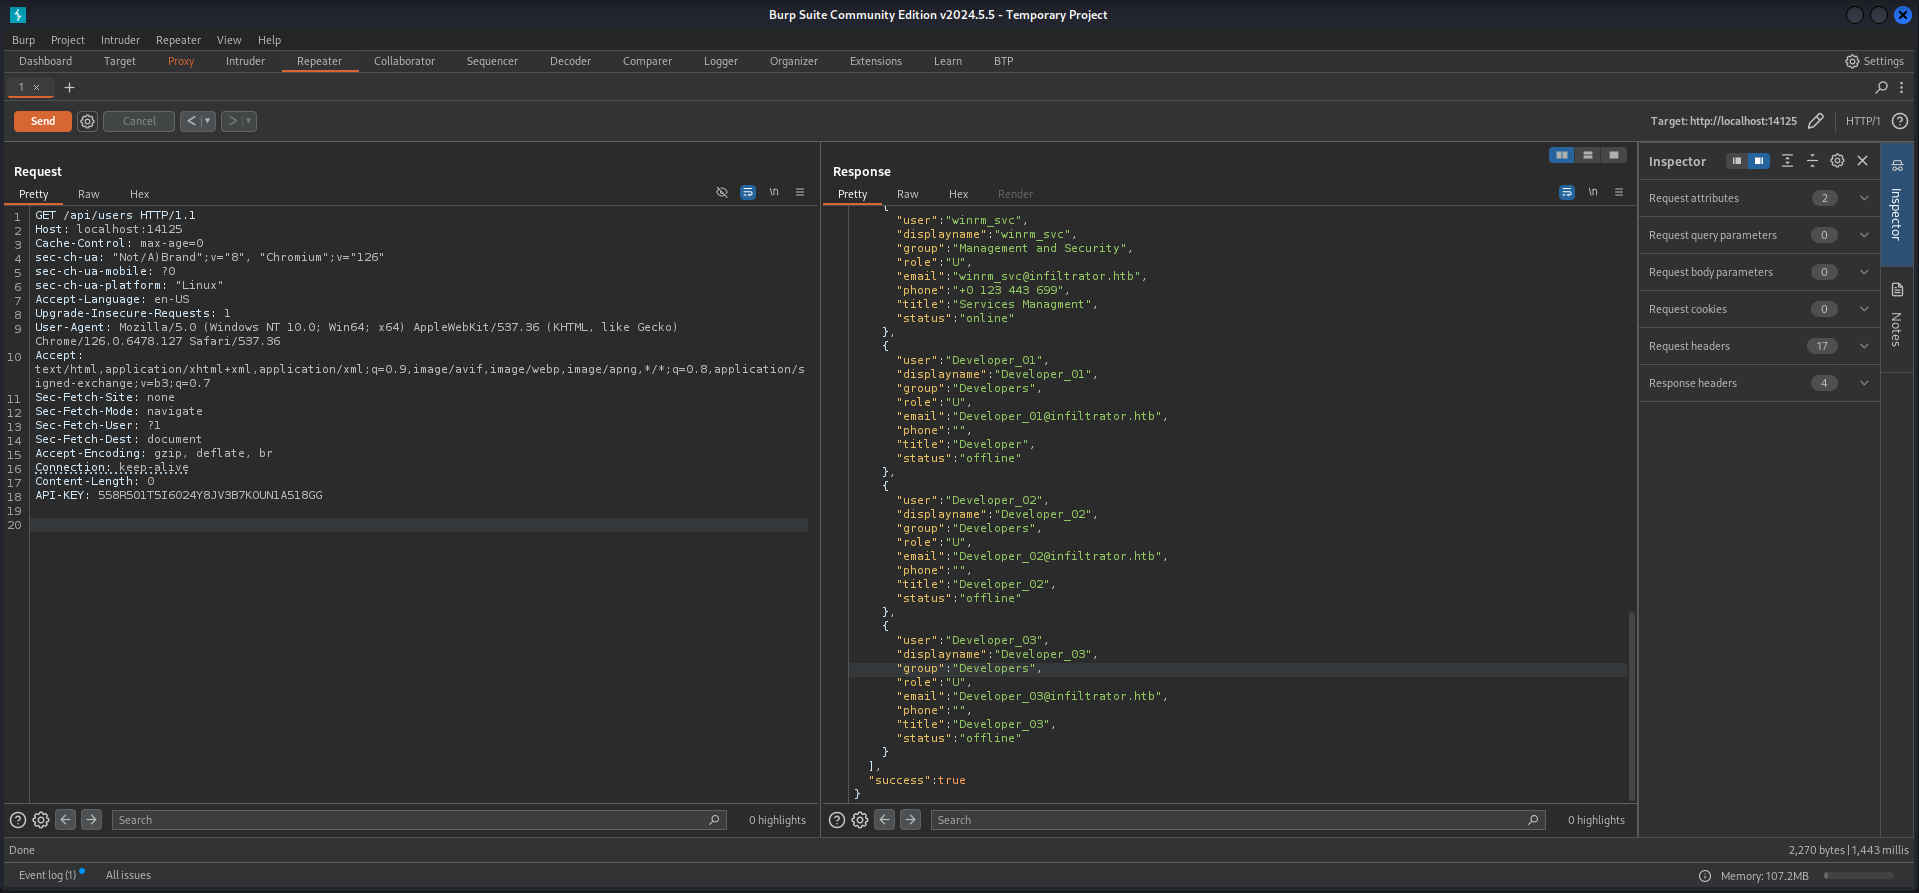 Burp Suite Community Edition v2024.5.5 - Temporary Project
Burp Project Intruder Repeater View Help
Dashboard Target Proxy Intruder Repeater Collaborator Sequencer Decoder Comparer Logger Organizer Extensions Learn BTP Settings
1 × +
Send Cancel < > Target: http://localhost:14125 HTTP/1
Request
Pretty Raw Hex \n
1 GET /api/users HTTP/1.1
2 Host: localhost:14125
3 Cache-Control: max-age=0
4 sec-ch-ua: "Not/A)Brand";v="8", "Chromium";v="126"
5 sec-ch-ua-mobile: ?0
6 sec-ch-ua-platform: "Linux"
7 Accept-Language: en-US
8 Upgrade-Insecure-Requests: 1
9 User-Agent: Mozilla/5.0 (Windows NT 10.0; Win64; x64) AppleWebKit/537.36 (KHTML, like Gecko)
Chrome/126.0.6478.127 Safari/537.36
10 Accept:
text/html,application/xhtml+xml,application/xml;q=0.9,image/avif,image/webp,image/apng,*/*;q=0.8,application/s
igned-exchange;v=b3;q=0.7
11 Sec-Fetch-Site: none
12 Sec-Fetch-Mode: navigate
13 Sec-Fetch-User: ?1
14 Sec-Fetch-Dest: document
15 Accept-Encoding: gzip, deflate, br
16 Connection: keep-alive
17 Content-Length: 0
18 API-KEY: 558R501T5I6024Y8JV3B7KOUN1A518GG
19
20
Search 0 highlights
Response
Pretty Raw Hex Render \n
{
"user":"winrm_svc",
"displayname":"winrm_svc",
"group":"Management and Security",
"role":"U",
"email":"winrm_svc@infiltrator.htb",
"phone":"+0 123 443 699",
"title":"Services Managment",
"status":"online"
},
{
"user":"Developer_01",
"displayname":"Developer_01",
"group":"Developers",
"role":"U",
"email":"Developer_01@infiltrator.htb",
"phone":"",
"title":"Developer",
"status":"offline"
},
{
"user":"Developer_02",
"displayname":"Developer_02",
"group":"Developers",
"role":"U",
"email":"Developer_02@infiltrator.htb",
"phone":"",
"title":"Developer_02",
"status":"offline"
},
{
"user":"Developer_03",
"displayname":"Developer_03",
"group":"Developers",
"role":"U",
"email":"Developer_03@infiltrator.htb",
"phone":"",
"title":"Developer_03",
"status":"offline"
}
],
"success":true
}
Search 0 highlights
Inspector
Request attributes 2
Request query parameters 0
Request body parameters 0
Request cookies 0
Request headers 17
Response headers 4
Inspector
Notes
Done 2,270 bytes | 1,443 millis
Event log (1) All issues Memory: 107.2MB